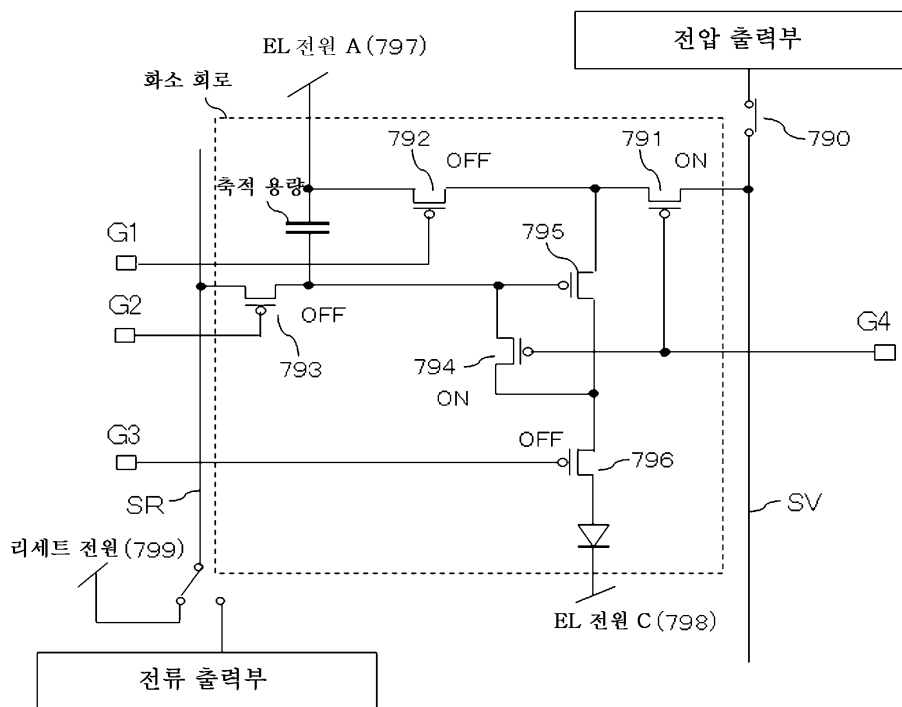 전압 출력부
EL 전원 A(797)
화소 회로
790
792
OFF
791
ON
축적 용량
G1
795
G2
OFF
793
G4
794
ON
G3
OFF
796
SR
SV
리세트 전원(799)
EL 전원 C(798)
전류 출력부